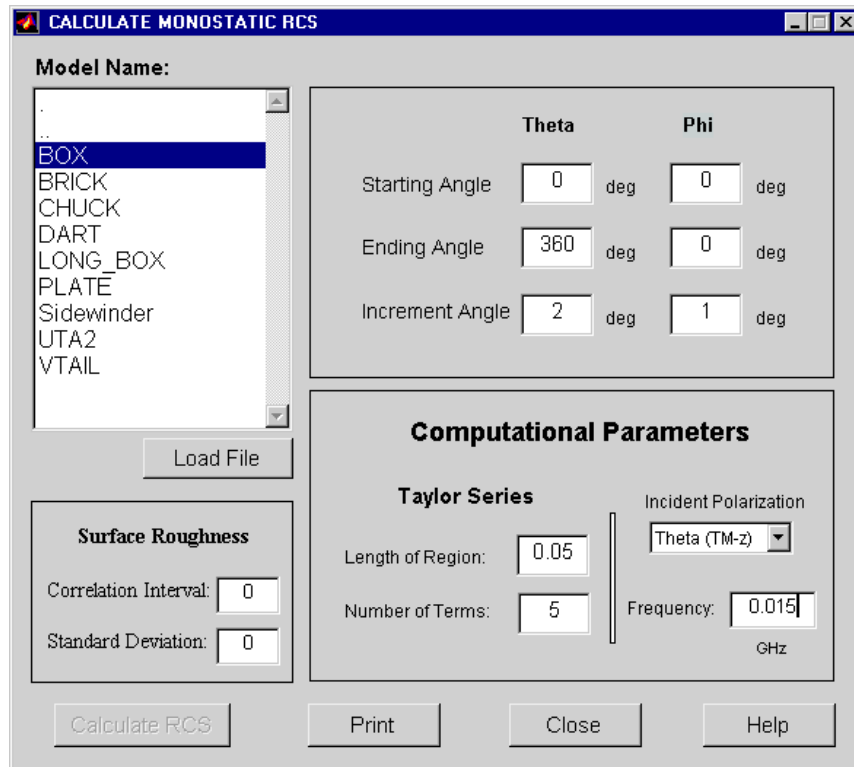 CALCULATE MONOSTATIC RCS
Model Name:
.
..
BOX
BRICK
CHUCK
DART
LONG_BOX
PLATE
Sidewinder
UTA2
VTAIL
Load File
Theta Phi
Starting Angle 0 deg 0 deg
Ending Angle 360 deg 0 deg
Increment Angle 2 deg 1 deg
Surface Roughness
Correlation Interval: 0
Standard Deviation: 0
Computational Parameters
Taylor Series
Length of Region: 0.05
Number of Terms: 5
Incident Polarization
Theta (TM-z)
Frequency: 0.015
GHz
Calculate RCS Print Close Help